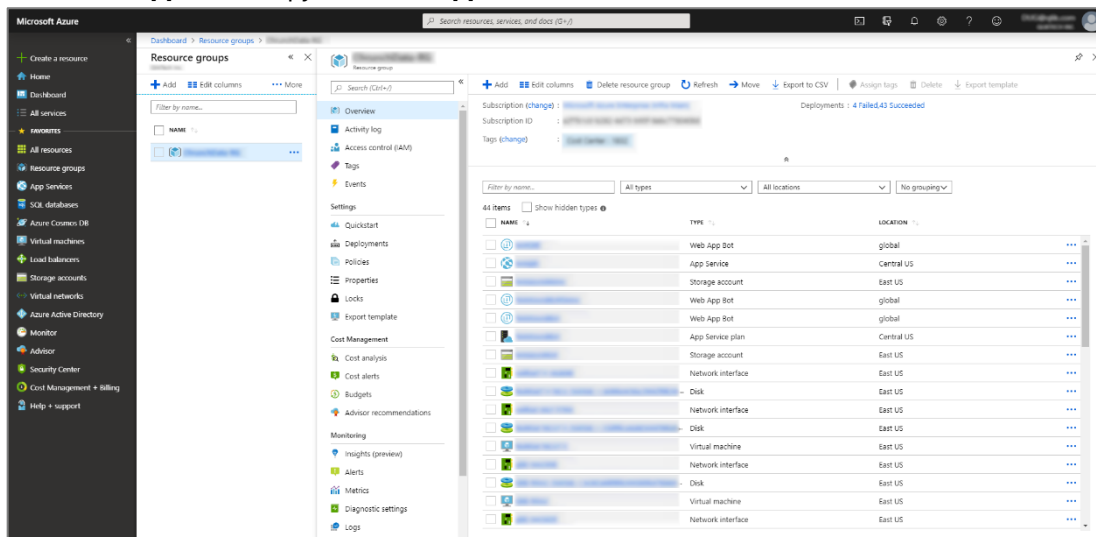 Microsoft Azure
Search resources, services, and docs (G+/)
Create a resource
Home
Dashboard
All services
FAVORITES
All resources
Resource groups
App Services
SQL databases
Azure Cosmos DB
Virtual machines
Load balancers
Storage accounts
Virtual networks
Azure Active Directory
Monitor
Advisor
Security Center
Cost Management + Billing
Help + support
Dashboard > Resource groups >
Resource groups
Add Edit columns ••• More
Filter by name...
NAME
Resource group
Search (Ctrl+/)
Overview
Activity log
Access control (IAM)
Tags
Events
Settings
Quickstart
Deployments
Policies
Properties
Locks
Export template
Cost Management
Cost analysis
Cost alerts
Budgets
Advisor recommendations
Monitoring
Insights (preview)
Alerts
Metrics
Diagnostic settings
Logs
Add Edit columns Delete resource group Refresh Move Export to CSV Assign tags Delete Export template
Subscription (change) : Deployments : 4 Failed,43 Succeeded
Subscription ID :
Tags (change) :
Filter by name... All types All locations No grouping
44 items Show hidden types
NAME TYPE LOCATION
Web App Bot global
App Service Central US
Storage account East US
Web App Bot global
Web App Bot global
App Service plan Central US
Storage account East US
Network interface East US
Disk East US
Network interface East US
Disk East US
Virtual machine East US
Network interface East US
Disk East US
Virtual machine East US
Network interface East US